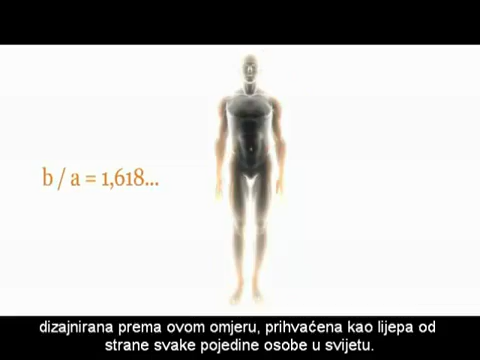 b / a = 1,618...
dizajnirana prema ovom omjeru, prihvaćena kao lijepa od
strane svake pojedine osobe u svijetu.